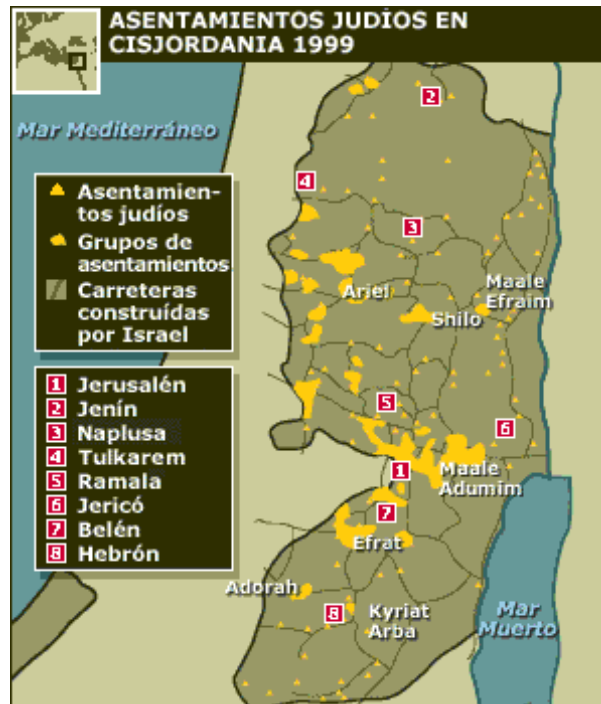 ASENTAMIENTOS JUDÍOS EN
CISJORDANIA 1999
Mar Mediterráneo
Asentamien-
tos judíos
Grupos de
asentamientos
Carreteras
construídas
por Israel
1 Jerusalén
2 Jenín
3 Naplusa
4 Tulkarem
5 Ramala
6 Jericó
7 Belén
8 Hebrón
2
4
3
Ariel
Maale
Efraim
Shilo
5
6
1
Maale
Adumim
7
Efrat
Adorah
8
Kyriat
Arba
Mar
Muerto